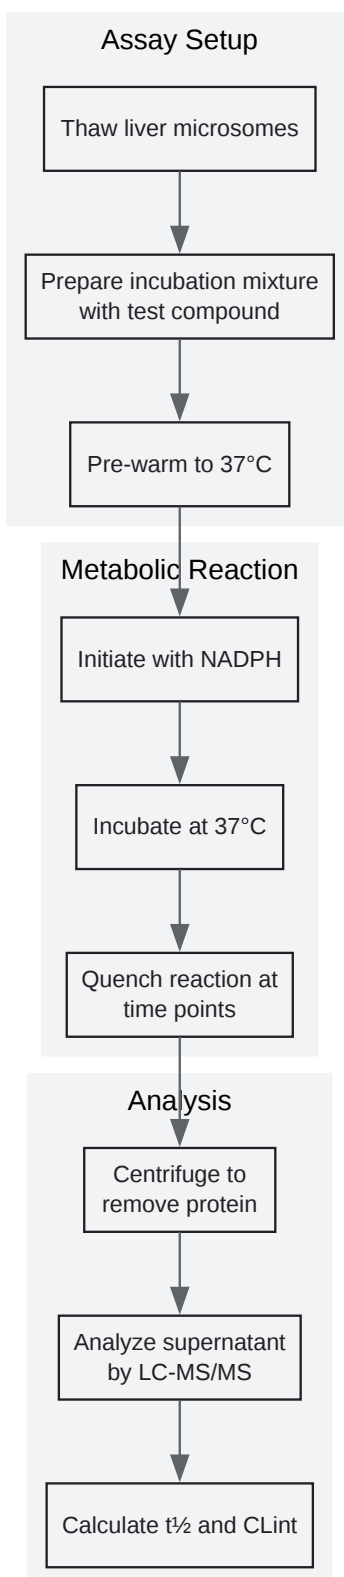 Assay Setup
Thaw liver microsomes
Prepare incubation mixture
with test compound
Pre-warm to 37°C
Metabolic Reaction
Initiate with NADPH
Incubate at 37°C
Quench reaction at
time points
Analysis
Centrifuge to
remove protein
Analyze supernatant
by LC-MS/MS
Calculate t½ and CLint